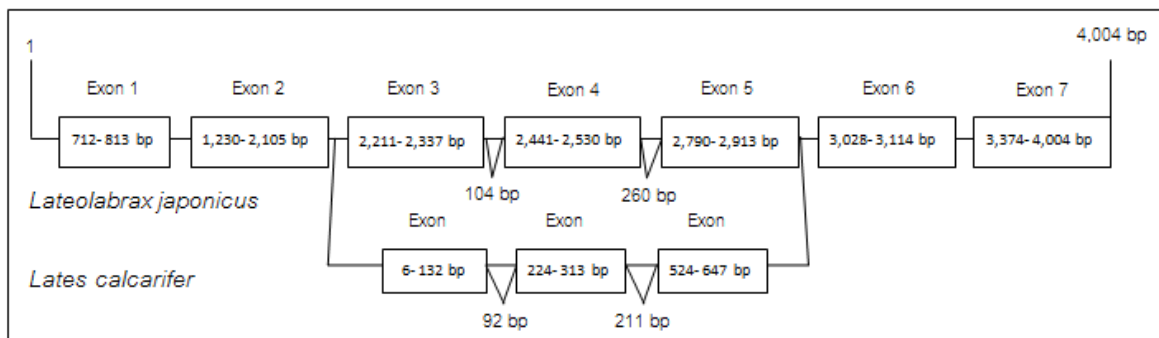 1
4,004 bp
Exon 1 Exon 2 Exon 3 Exon 4 Exon 5 Exon 6 Exon 7
712-813 bp 1,230-2,105 bp 2,211-2,337 bp 2,441-2,530 bp 2,790-2,913 bp 3,028-3,114 bp 3,374-4,004 bp
104 bp 260 bp
Lateolabrax japonicus
Exon Exon Exon
6-132 bp 224-313 bp 524-647 bp
Lates calcarifer
92 bp 211 bp